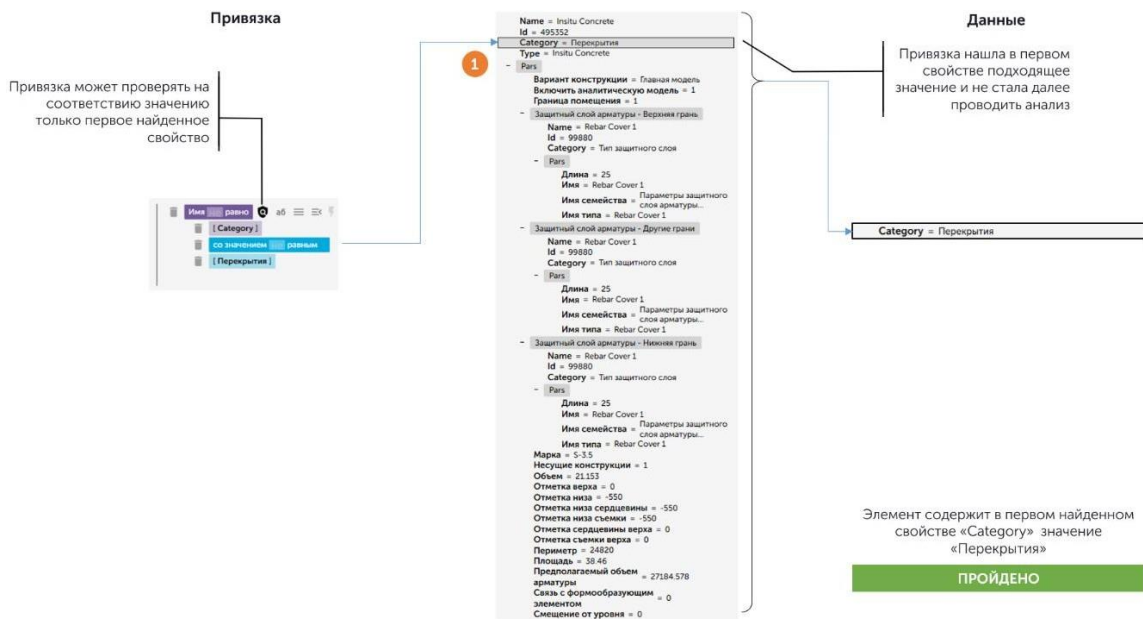 Привязка
Привязка может проверять на
соответствию значению
только первое найденное
свойство
Имя равно аб
[ Category ]
со значением равным
[ Перекрытия ]
1
Name = Insitu Concrete
Id = 495352
Category = Перекрытия
Type = Insitu Concrete
- Pars
Вариант конструкции = Главная модель
Включить аналитическую модель = 1
Граница помещения = 1
- Защитный слой арматуры - Верхняя грань
Name = Rebar Cover 1
Id = 99880
Category = Тип защитного слоя
- Pars
Длина = 25
Имя = Rebar Cover 1
Имя семейства = Параметры защитного
слоя арматуры...
Имя типа = Rebar Cover 1
- Защитный слой арматуры - Другие грани
Name = Rebar Cover 1
Id = 99880
Category = Тип защитного слоя
- Pars
Длина = 25
Имя = Rebar Cover 1
Имя семейства = Параметры защитного
слоя арматуры...
Имя типа = Rebar Cover 1
- Защитный слой арматуры - Нижняя грань
Name = Rebar Cover 1
Id = 99880
Category = Тип защитного слоя
- Pars
Длина = 25
Имя = Rebar Cover 1
Имя семейства = Параметры защитного
слоя арматуры...
Имя типа = Rebar Cover 1
Марка = S-3.5
Несущие конструкции = 1
Объем = 21.153
Отметка верха = 0
Отметка низа = -550
Отметка низа сердцевины = -550
Отметка низа съемки = -550
Отметка сердцевины верха = 0
Отметка съемки верха = 0
Периметр = 24820
Площадь = 38.46
Предполагаемый объем
арматуры = 27184.578
Связь с формообразующим
элементом = 0
Смещение от уровня = 0
Данные
Привязка нашла в первом
свойстве подходящее
значение и не стала далее
проводить анализ
Category = Перекрытия
Элемент содержит в первом найденном
свойстве «Category» значение
«Перекрытия»
ПРОЙДЕНО